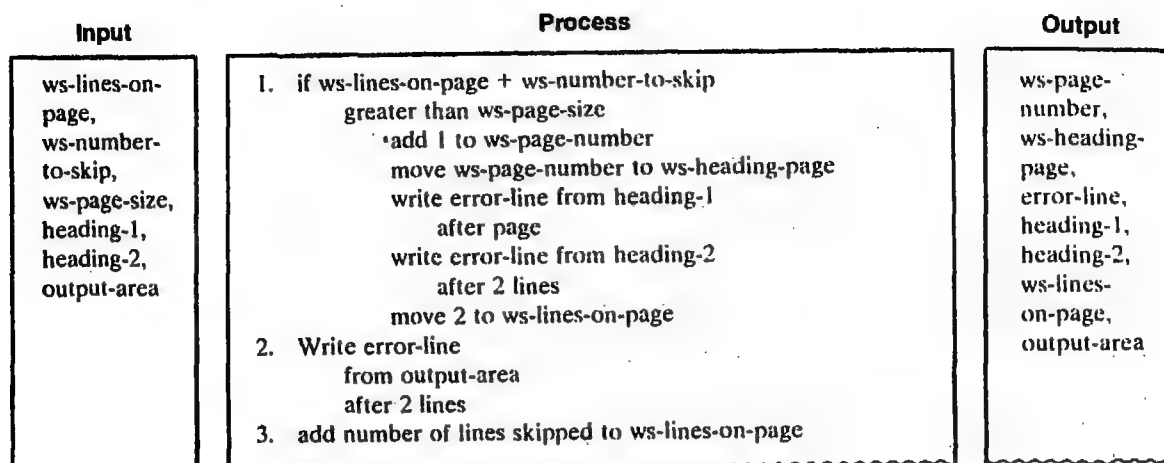 Input
Process
Output
ws-lines-on-
page,
ws-number-
to-skip,
ws-page-size,
heading-1,
heading-2,
output-area
1. if ws-lines-on-page + ws-number-to-skip
greater than ws-page-size
add 1 to ws-page-number
move ws-page-number to ws-heading-page
write error-line from heading-1
after page
write error-line from heading-2
after 2 lines
move 2 to ws-lines-on-page
2. Write error-line
from output-area
after 2 lines
3. add number of lines skipped to ws-lines-on-page
ws-page-
number,
ws-heading-
page,
error-line,
heading-1,
heading-2,
ws-lines-
on-page,
output-area